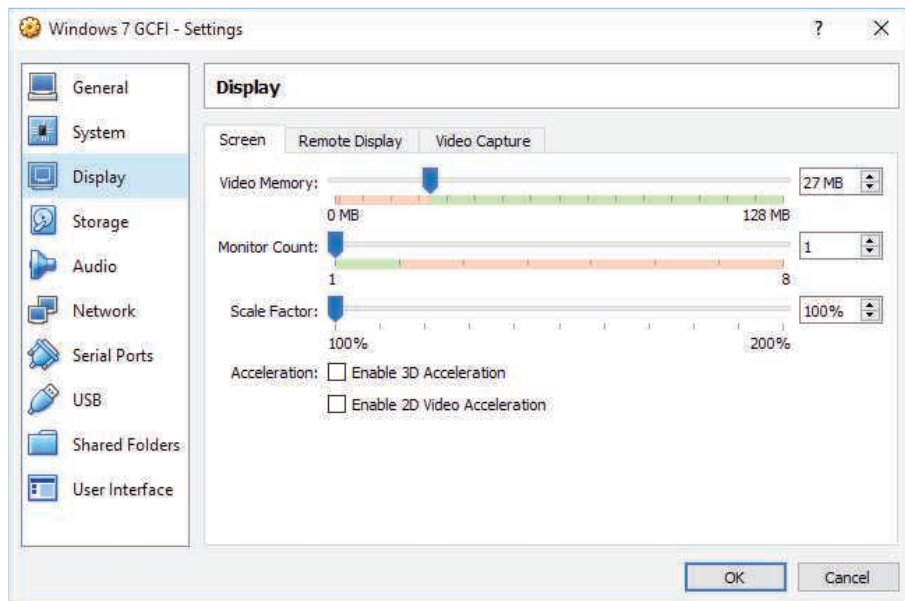 Windows 7 GCFI - Settings ? X
General
System
Display
Storage
Audio
Network
Serial Ports
USB
Shared Folders
User Interface
Display
Screen Remote Display Video Capture
Video Memory: 27 MB
0 MB 128 MB
Monitor Count: 1
1 8
Scale Factor: 100%
100% 200%
Acceleration: Enable 3D Acceleration
Enable 2D Video Acceleration
OK Cancel